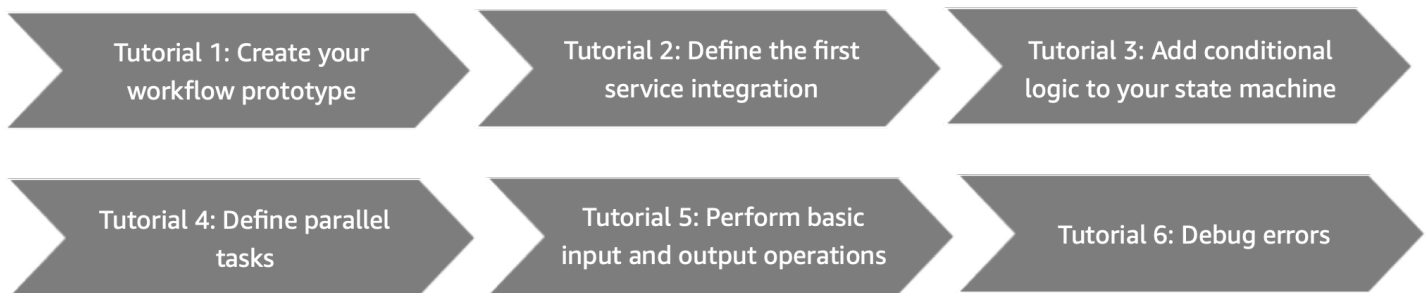 Tutorial 1: Create your
workflow prototype
Tutorial 2: Define the first
service integration
Tutorial 3: Add conditional
logic to your state machine
Tutorial 4: Define parallel
tasks
Tutorial 5: Perform basic
input and output operations
Tutorial 6: Debug errors